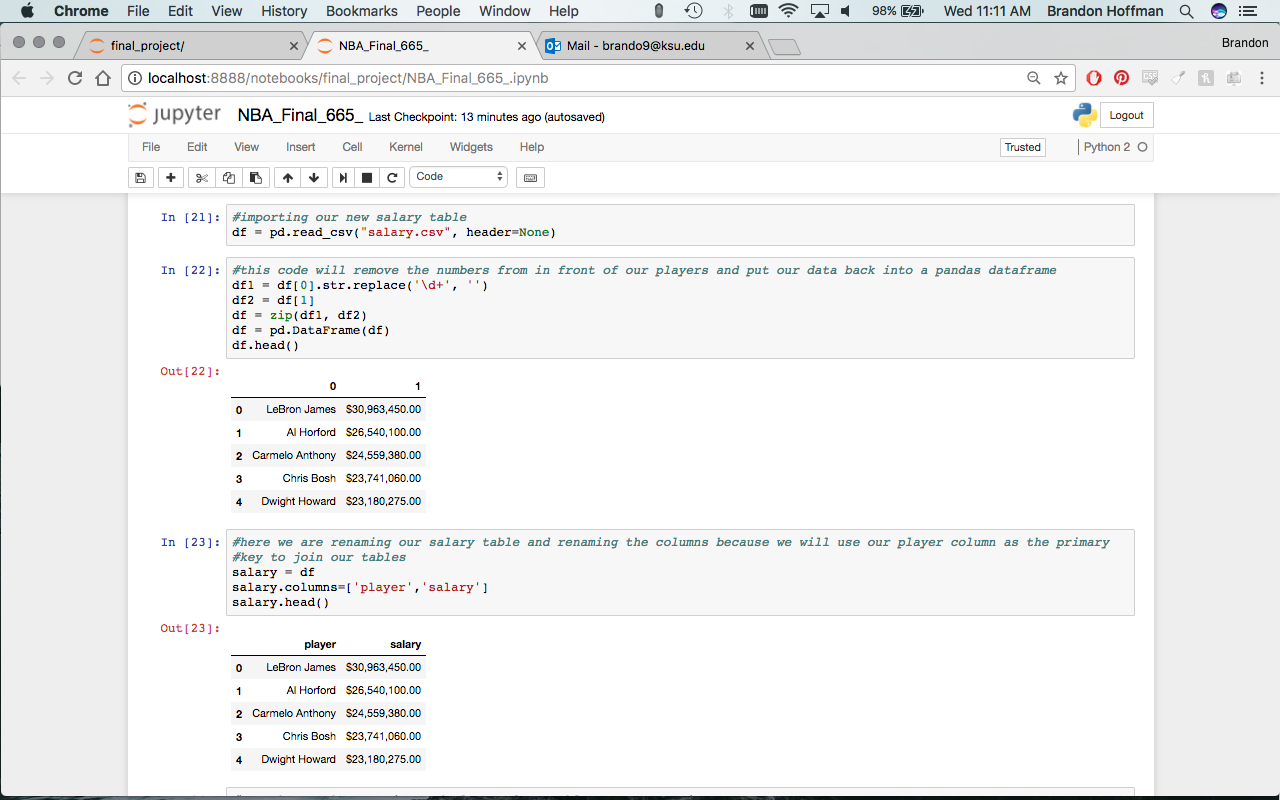 Chrome File Edit View History Bookmarks People Window Help 98% Wed 11:11 AM Brandon Hoffman
final_project/ NBA_Final_665_ Mail - brando9@ksu.edu Brandon
localhost:8888/notebooks/final_project/NBA_Final_665_.ipynb
jupyter NBA_Final_665_ Last Checkpoint: 13 minutes ago (autosaved) Logout
File Edit View Insert Cell Kernel Widgets Help Trusted Python 2
Code
In [21]: #importing our new salary table
df = pd.read_csv("salary.csv", header=None)
In [22]: #this code will remove the numbers from in front of our players and put our data back into a pandas dataframe
df1 = df[0].str.replace('\d+', '')
df2 = df[1]
df = zip(df1, df2)
df = pd.DataFrame(df)
df.head()
Out[22]:
0 1
0 LeBron James $30,963,450.00
1 Al Horford $26,540,100.00
2 Carmelo Anthony $24,559,380.00
3 Chris Bosh $23,741,060.00
4 Dwight Howard $23,180,275.00
In [23]: #here we are renaming our salary table and renaming the columns because we will use our player column as the primary
#key to join our tables
salary = df
salary.columns=['player','salary']
salary.head()
Out[23]:
player salary
0 LeBron James $30,963,450.00
1 Al Horford $26,540,100.00
2 Carmelo Anthony $24,559,380.00
3 Chris Bosh $23,741,060.00
4 Dwight Howard $23,180,275.00